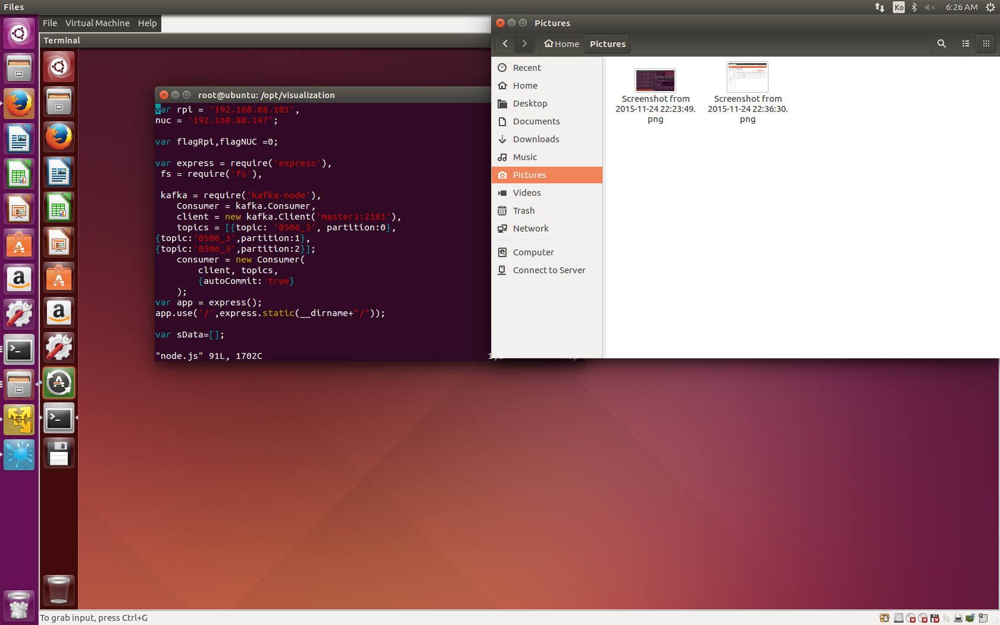 Files
Ko
6:26 AM
File Virtual Machine Help
Terminal
root@ubuntu: /opt/visualization
var rpi = '192.168.88.101',
nuc = '192.168.88.147';
var flagRpi,flagNUC =0;
var express = require('express'),
fs = require('fs'),
kafka = require('kafka-node'),
Consumer = kafka.Consumer,
client = new kafka.Client('master1:2181'),
topics = [{topic: '0506_3', partition:0},
{topic:'0506_3',partition:1},
{topic:'0506_3',partition:2}];
consumer = new Consumer(
client, topics,
{autoCommit: true}
);
var app = express();
app.use('/',express.static(__dirname+"/"));
var sData=[];
"node.js" 91L, 1702C
Pictures
Home Pictures
Recent
Home
Desktop
Documents
Downloads
Music
Pictures
Videos
Trash
Network
Computer
Connect to Server
Screenshot from
2015-11-24 22:23:49.
png
Screenshot from
2015-11-24 22:36:30.
png
To grab input, press Ctrl+G